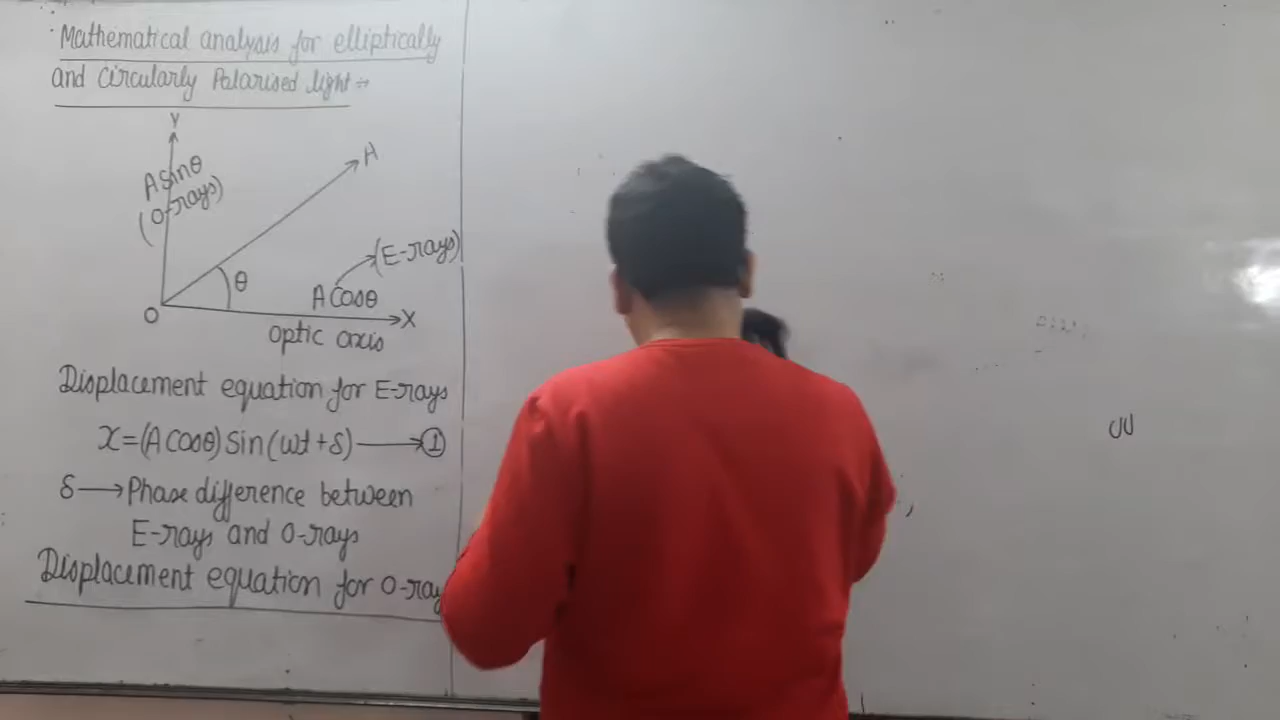 Mathematical analysis for elliptically
and Circularly Polarised light :-
Y
A sinθ
(O-rays)
A
θ
(E-rays)
A Cosθ
O
X
optic axis
Displacement equation for E-rays
x=(A cosθ) Sin(ωt+δ) ⟶ ①
δ ⟶ Phase difference between
E-rays and O-rays
Displacement equation for O-ray